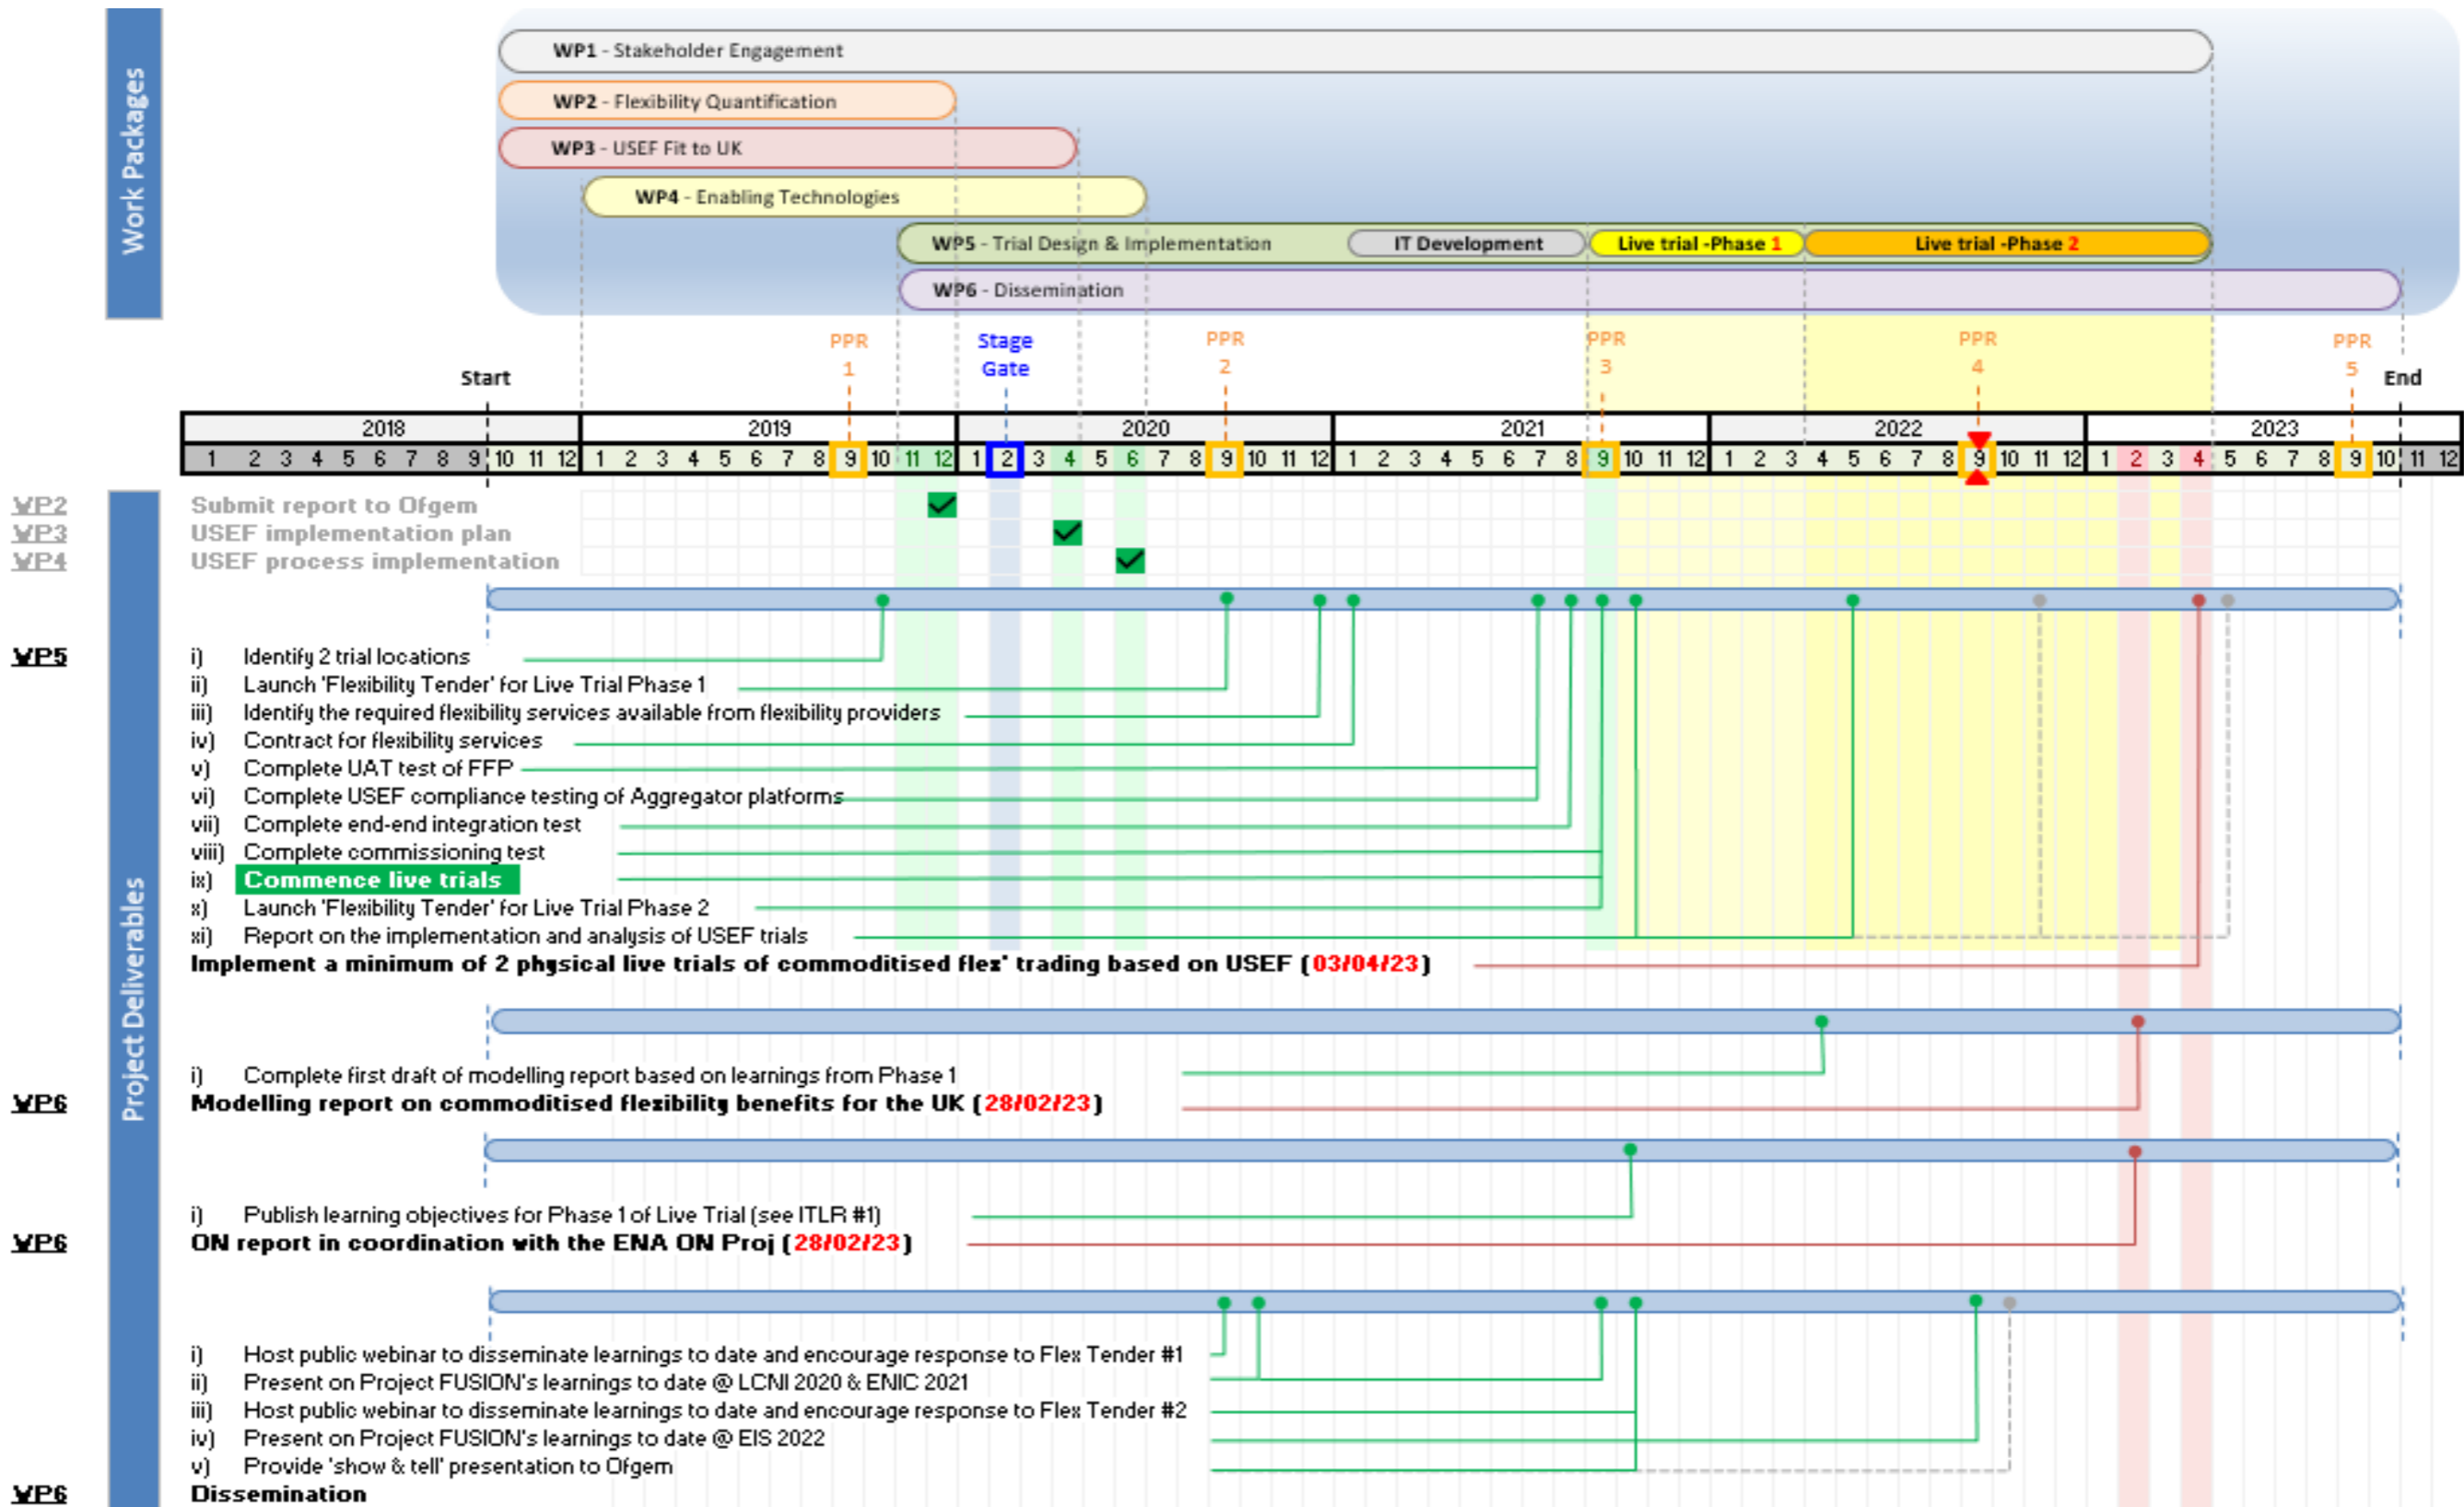 Work Packages
WP1 - Stakeholder Engagement
WP2 - Flexibility Quantification
WP3 - USEF Fit to UK
WP4 - Enabling Technologies
WP5 - Trial Design & Implementation IT Development Live trial -Phase 1 Live trial -Phase 2
WP6 - Dissemination
PPR 1
Stage Gate
PPR 2
PPR 3
PPR 4
PPR 5
Start
End
2018 2019 2020 2021 2022 2023
1 2 3 4 5 6 7 8 9 10 11 12 1 2 3 4 5 6 7 8 9 10 11 12 1 2 3 4 5 6 7 8 9 10 11 12 1 2 3 4 5 6 7 8 9 10 11 12 1 2 3 4 5 6 7 8 9 10 11 12 1 2 3 4 5 6 7 8 9 10 11 12
Project Deliverables
WP2 Submit report to Ofgem
WP3 USEF implementation plan
WP4 USEF process implementation
WP5 i) Identify 2 trial locations
ii) Launch 'Flexibility Tender' for Live Trial Phase 1
iii) Identify the required flexibility services available from flexibility providers
iv) Contract for flexibility services
v) Complete UAT test of FFP
vi) Complete USEF compliance testing of Aggregator platforms
vii) Complete end-end integration test
viii) Complete commissioning test
ix) Commence live trials
x) Launch 'Flexibility Tender' for Live Trial Phase 2
xi) Report on the implementation and analysis of USEF trials
Implement a minimum of 2 physical live trials of commoditised flex' trading based on USEF (03/04/23)
i) Complete first draft of modelling report based on learnings from Phase 1
WP6 Modelling report on commoditised flexibility benefits for the UK (28/02/23)
i) Publish learning objectives for Phase 1 of Live Trial (see ITLR #1)
WP6 ON report in coordination with the ENA ON Proj (28/02/23)
i) Host public webinar to disseminate learnings to date and encourage response to Flex Tender #1
ii) Present on Project FUSION's learnings to date @ LCNI 2020 & ENIC 2021
iii) Host public webinar to disseminate learnings to date and encourage response to Flex Tender #2
iv) Present on Project FUSION's learnings to date @ EIS 2022
v) Provide 'show & tell' presentation to Ofgem
WP6 Dissemination